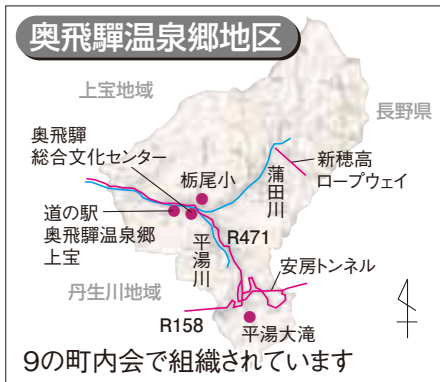 奥飛驒温泉郷地区
上宝地域
長野県
奥飛驒
総合文化センター
栃尾小
蒲田川
新穂高
ロープウェイ
道の駅
奥飛驒温泉郷
上宝
平湯川
R471
安房トンネル
丹生川地域
R158
平湯大滝
9の町内会で組織されています